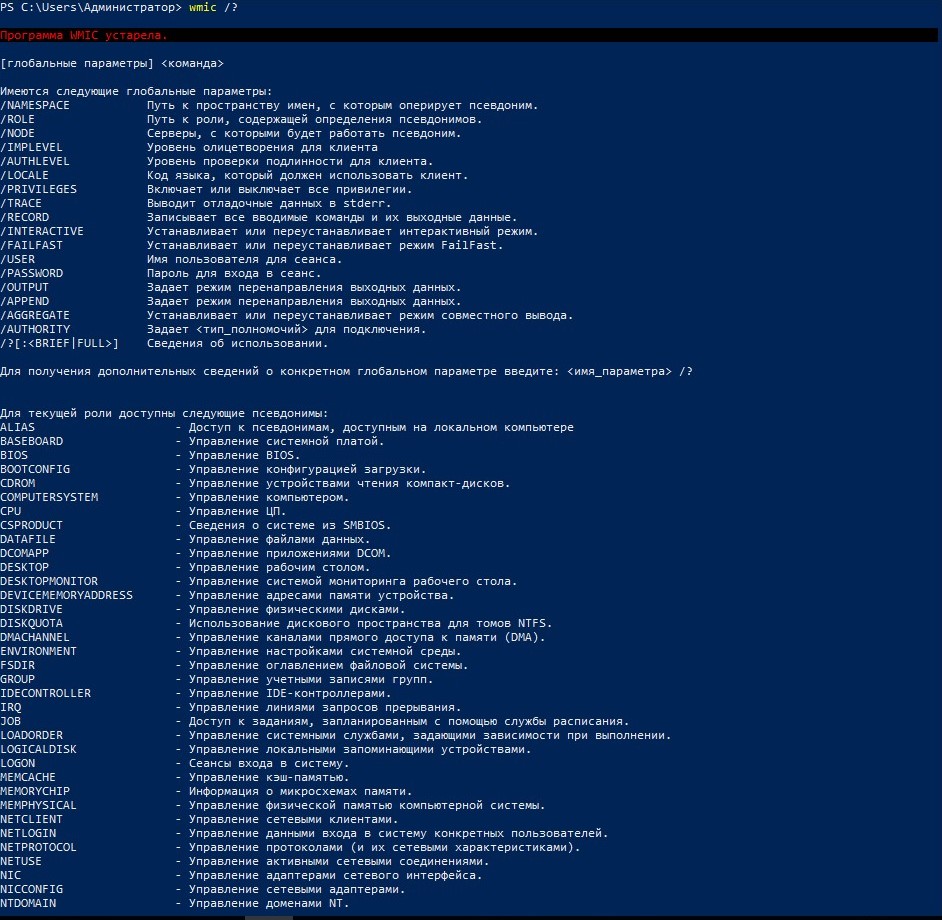 PS C:\Users\Администратор> wmic /?
Программа WMIC устарела.
[глобальные параметры] <команда>
Имеются следующие глобальные параметры:
/NAMESPACE Путь к пространству имен, с которым оперирует псевдоним.
/ROLE Путь к роли, содержащей определения псевдонимов.
/NODE Серверы, с которыми будет работать псевдоним.
/IMPLEVEL Уровень олицетворения для клиента
/AUTHLEVEL Уровень проверки подлинности для клиента.
/LOCALE Код языка, который должен использовать клиент.
/PRIVILEGES Включает или выключает все привилегии.
/TRACE Выводит отладочные данные в stderr.
/RECORD Записывает все вводимые команды и их выходные данные.
/INTERACTIVE Устанавливает или переустанавливает интерактивный режим.
/FAILFAST Устанавливает или переустанавливает режим FailFast.
/USER Имя пользователя для сеанса.
/PASSWORD Пароль для входа в сеанс.
/OUTPUT Задает режим перенаправления выходных данных.
/APPEND Задает режим перенаправления выходных данных.
/AGGREGATE Устанавливает или переустанавливает режим совместного вывода.
/AUTHORITY Задает <тип_полномочий> для подключения.
/?[:<BRIEF|FULL>] Сведения об использовании.
Для получения дополнительных сведений о конкретном глобальном параметре введите: <имя_параметра> /?
Для текущей роли доступны следующие псевдонимы:
ALIAS - Доступ к псевдонимам, доступным на локальном компьютере
BASEBOARD - Управление системной платой.
BIOS - Управление BIOS.
BOOTCONFIG - Управление конфигурацией загрузки.
CDROM - Управление устройствами чтения компакт-дисков.
COMPUTERSYSTEM - Управление компьютером.
CPU - Управление ЦП.
CSPRODUCT - Сведения о системе из SMBIOS.
DATAFILE - Управление файлами данных.
DCOMAPP - Управление приложениями DCOM.
DESKTOP - Управление рабочим столом.
DESKTOPMONITOR - Управление системой мониторинга рабочего стола.
DEVICEMEMORYADDRESS - Управление адресами памяти устройства.
DISKDRIVE - Управление физическими дисками.
DISKQUOTA - Использование дискового пространства для томов NTFS.
DMACHANNEL - Управление каналами прямого доступа к памяти (DMA).
ENVIRONMENT - Управление настройками системной среды.
FSDIR - Управление оглавлением файловой системы.
GROUP - Управление учетными записями групп.
IDECONTROLLER - Управление IDE-контроллерами.
IRQ - Управление линиями запросов прерывания.
JOB - Доступ к заданиям, запланированным с помощью службы расписания.
LOADORDER - Управление системными службами, задающими зависимости при выполнении.
LOGICALDISK - Управление локальными запоминающими устройствами.
LOGON - Сеансы входа в систему.
MEMCACHE - Управление кэш-памятью.
MEMORYCHIP - Информация о микросхемах памяти.
MEMPHYSICAL - Управление физической памятью компьютерной системы.
NETCLIENT - Управление сетевыми клиентами.
NETLOGIN - Управление данными входа в систему конкретных пользователей.
NETPROTOCOL - Управление протоколами (и их сетевыми характеристиками).
NETUSE - Управление активными сетевыми соединениями.
NIC - Управление адаптерами сетевого интерфейса.
NICCONFIG - Управление сетевыми адаптерами.
NTDOMAIN - Управление доменами NT.